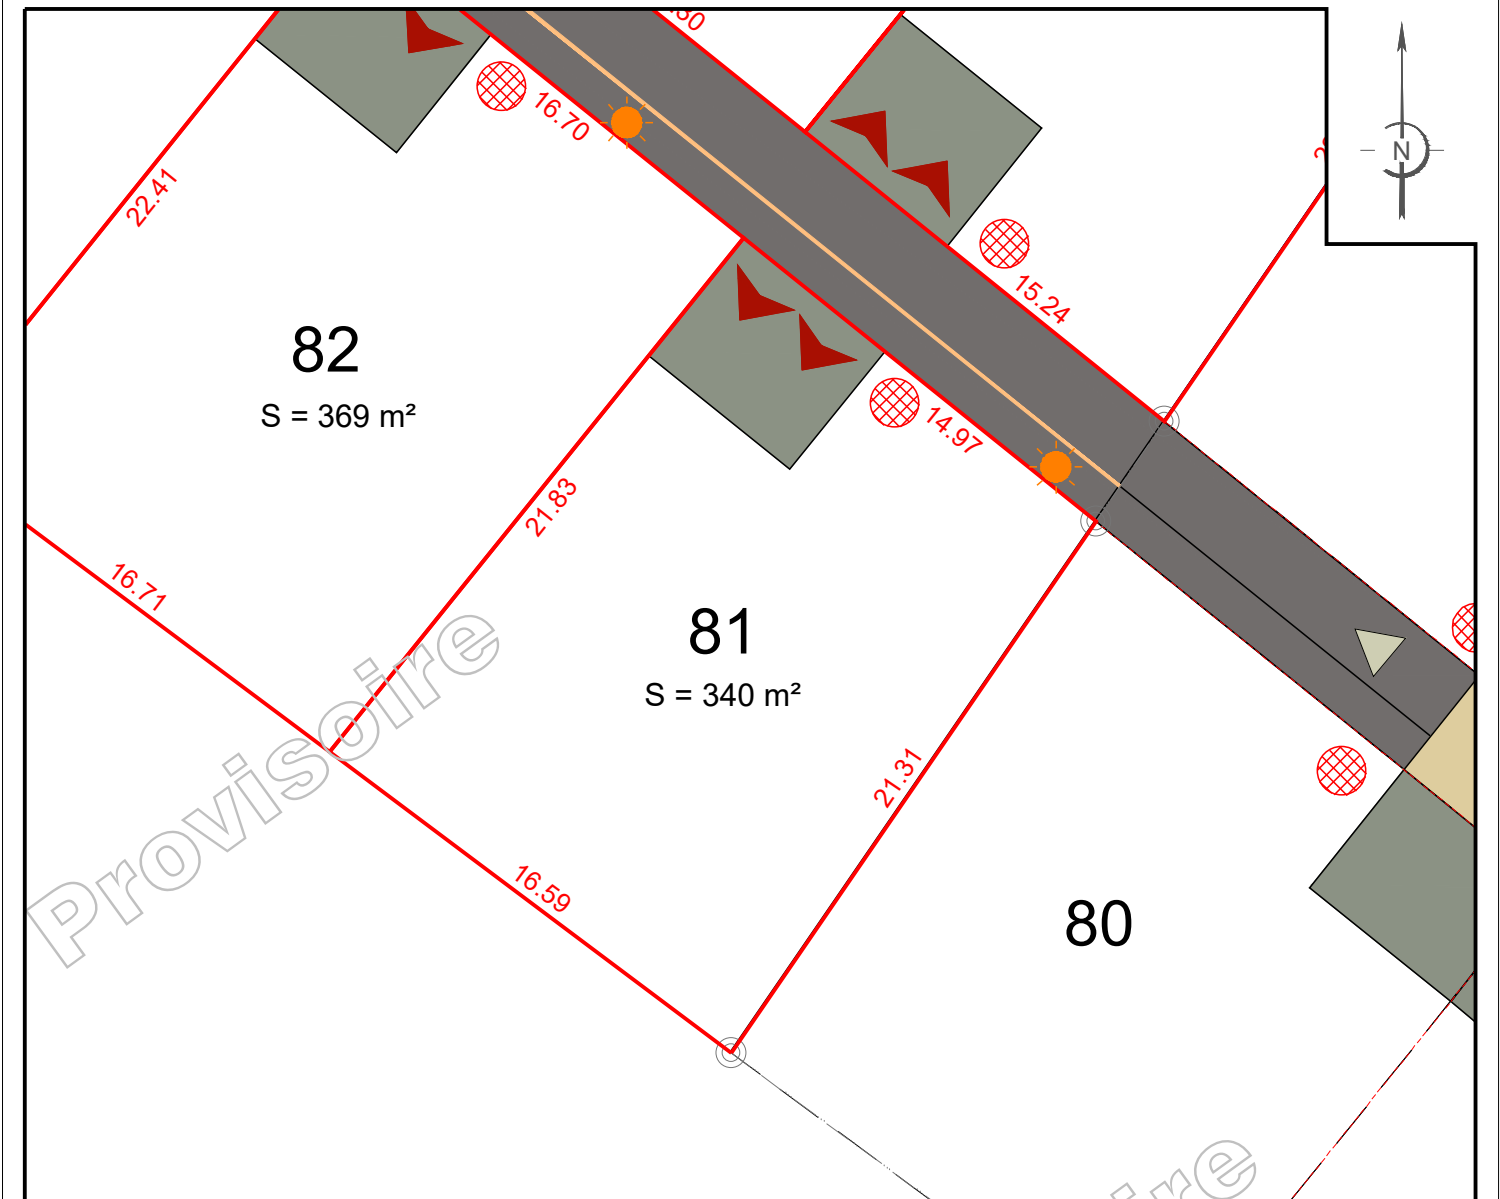 N
16.70
22.41
15.24
82
S = 369 m²
14.97
21.83
16.71
81
S = 340 m²
21.31
16.59
80
Provisoire